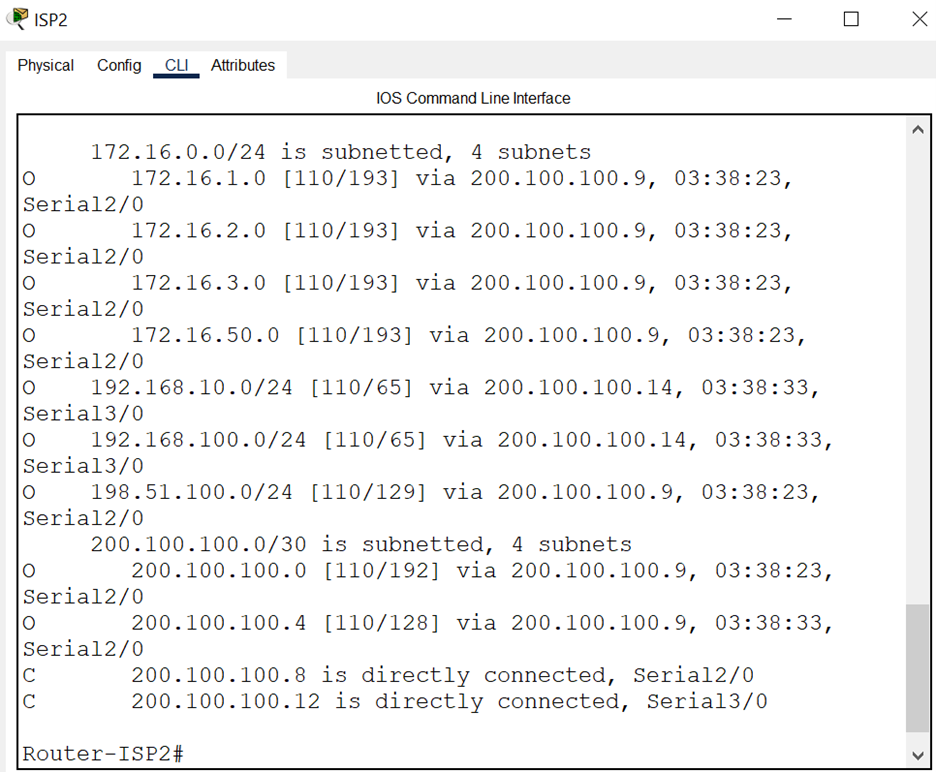 ISP2
Physical Config CLI Attributes
IOS Command Line Interface
172.16.0.0/24 is subnetted, 4 subnets
O 172.16.1.0 [110/193] via 200.100.100.9, 03:38:23,
Serial2/0
O 172.16.2.0 [110/193] via 200.100.100.9, 03:38:23,
Serial2/0
O 172.16.3.0 [110/193] via 200.100.100.9, 03:38:23,
Serial2/0
O 172.16.50.0 [110/193] via 200.100.100.9, 03:38:23,
Serial2/0
O 192.168.10.0/24 [110/65] via 200.100.100.14, 03:38:33,
Serial3/0
O 192.168.100.0/24 [110/65] via 200.100.100.14, 03:38:33,
Serial3/0
O 198.51.100.0/24 [110/129] via 200.100.100.9, 03:38:23,
Serial2/0
200.100.100.0/30 is subnetted, 4 subnets
O 200.100.100.0 [110/192] via 200.100.100.9, 03:38:23,
Serial2/0
O 200.100.100.4 [110/128] via 200.100.100.9, 03:38:33,
Serial2/0
C 200.100.100.8 is directly connected, Serial2/0
C 200.100.100.12 is directly connected, Serial3/0
Router-ISP2#